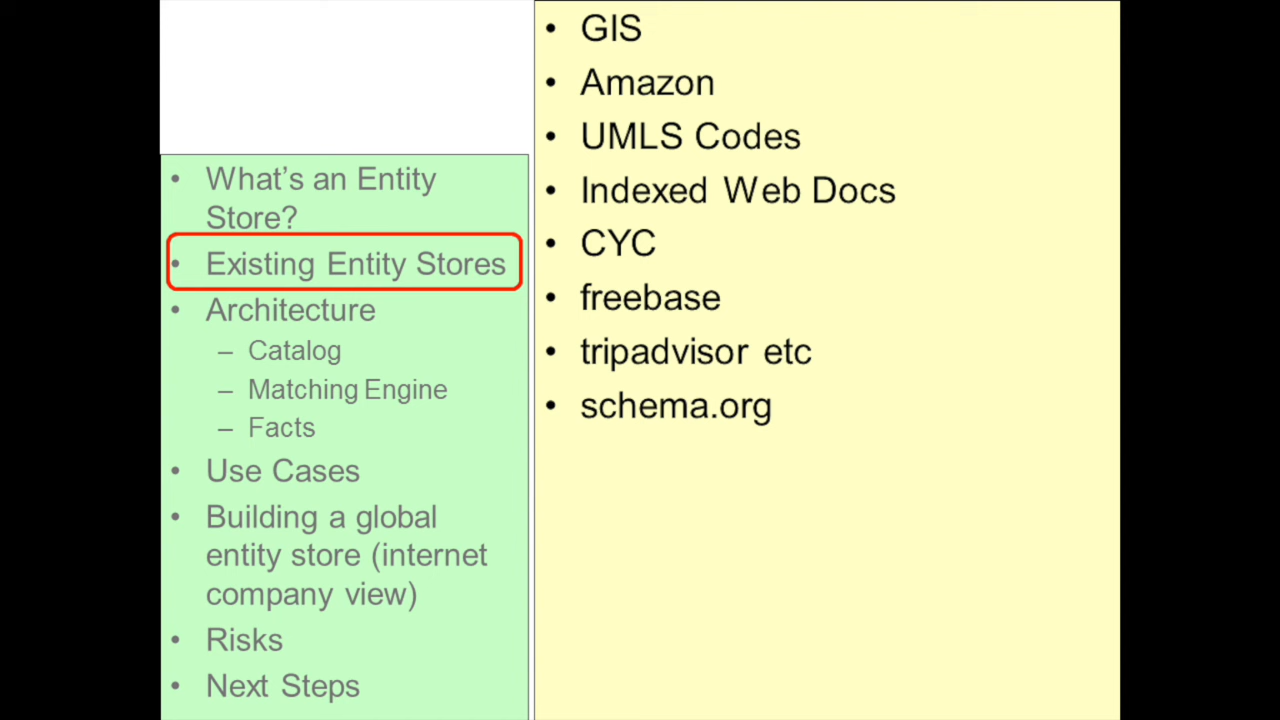 • What’s an Entity
Store?
• Existing Entity Stores
• Architecture
– Catalog
– Matching Engine
– Facts
• Use Cases
• Building a global
entity store (internet
company view)
• Risks
• Next Steps
• GIS
• Amazon
• UMLS Codes
• Indexed Web Docs
• CYC
• freebase
• tripadvisor etc
• schema.org